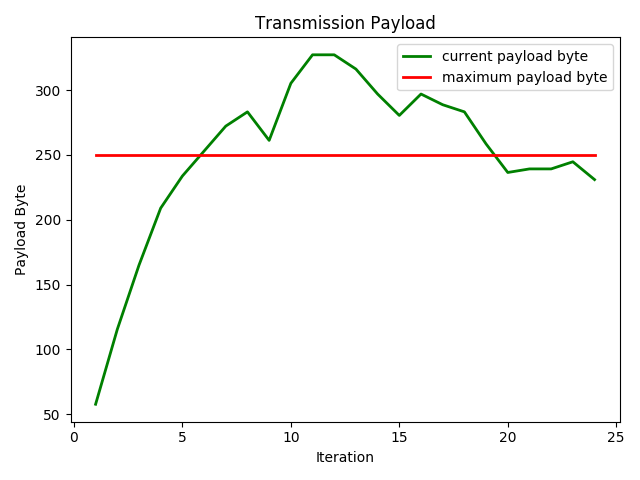 Transmission Payload
current payload byte
maximum payload byte
Payload Byte
300
250
200
150
100
50
0 5 10 15 20 25
Iteration